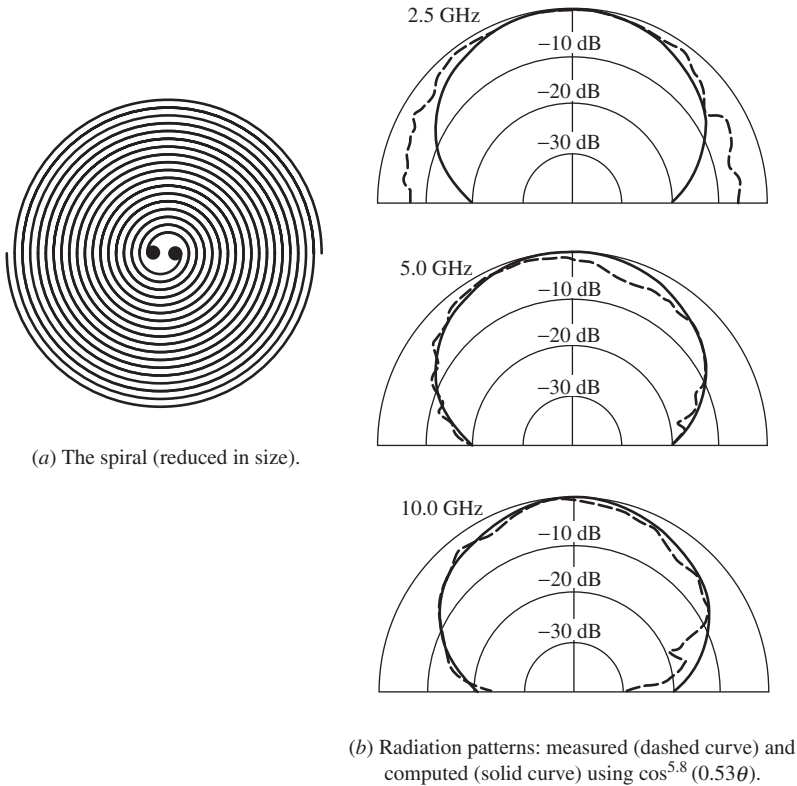 2.5 GHz
−10 dB
−20 dB
−30 dB
5.0 GHz
−10 dB
−20 dB
−30 dB
(a) The spiral (reduced in size).
10.0 GHz
−10 dB
−20 dB
−30 dB
(b) Radiation patterns: measured (dashed curve) and
computed (solid curve) using cos^5.8 (0.53θ).